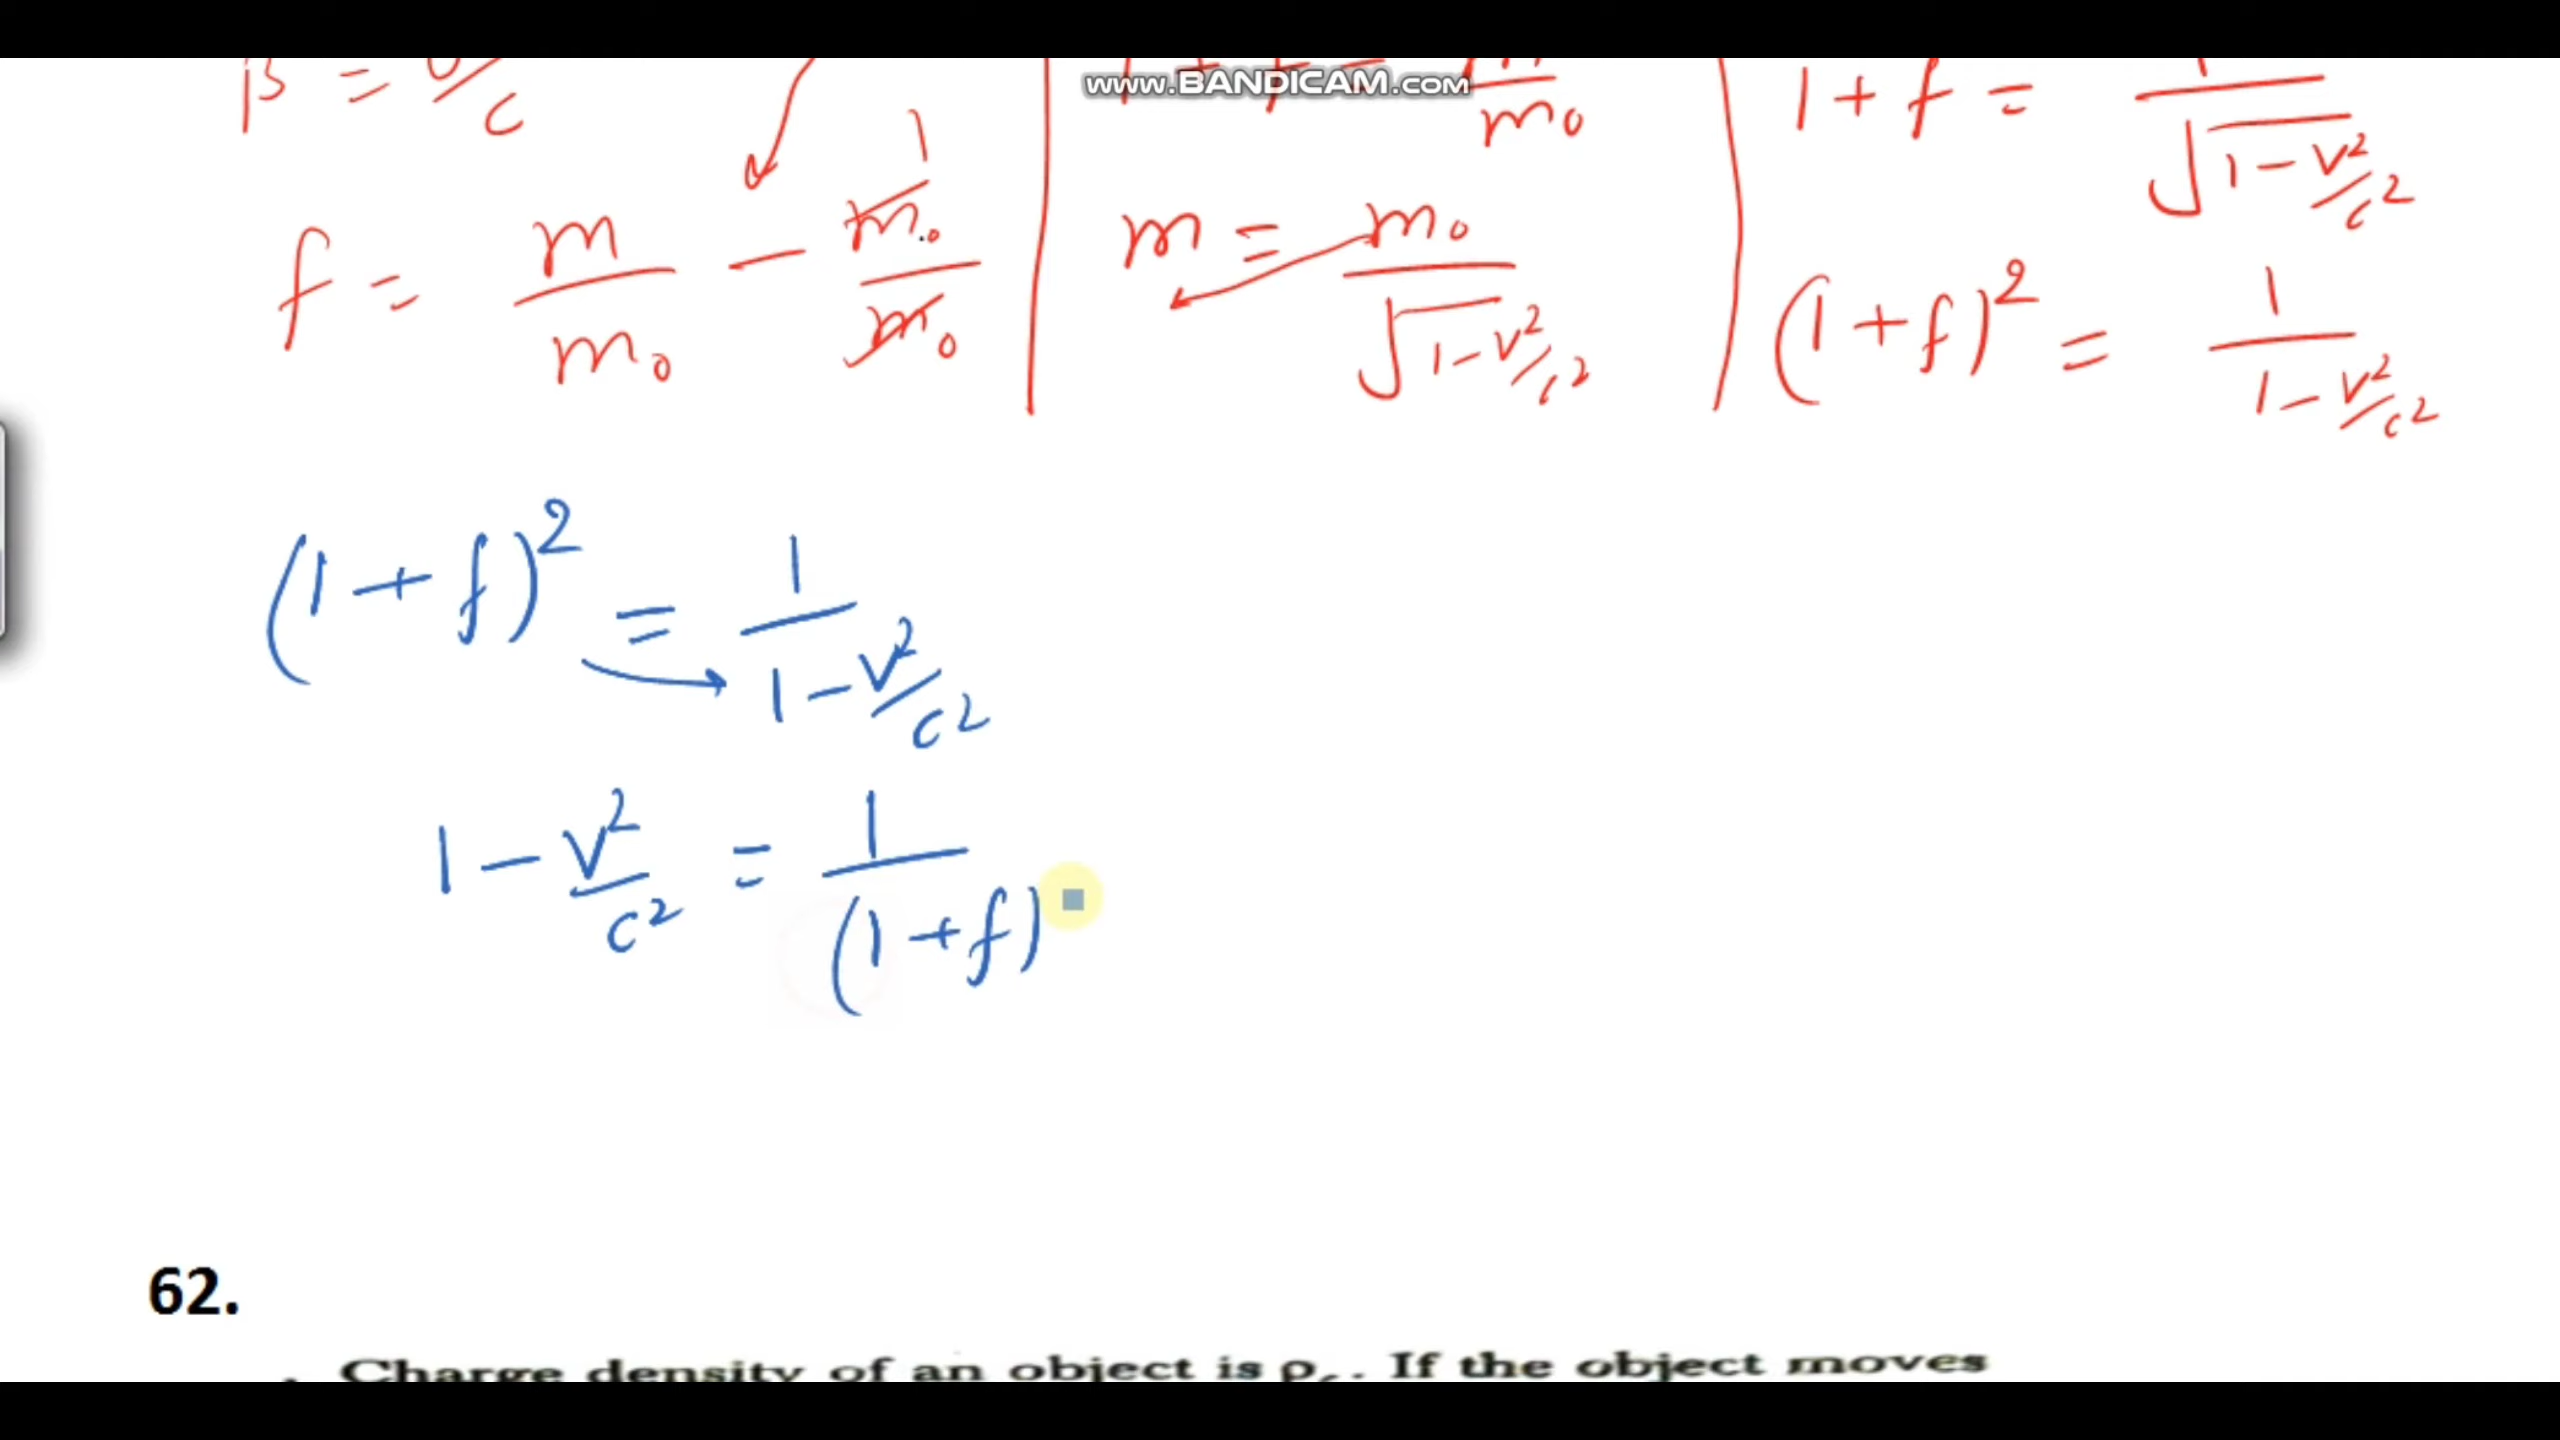 β = v/c
www.BANDICAM.com
f = m/m₀ - m₀/m₀ 1
1 + f = m/m₀
m = m₀/√1-v²/c²
1 + f = 1/√1-v²/c²
(1+f)² = 1/1-v²/c²
(1+f)² = 1/1-v²/c²
1 - v²/c² = 1/(1+f)
62.
Charge density of an object is ρ If the object moves